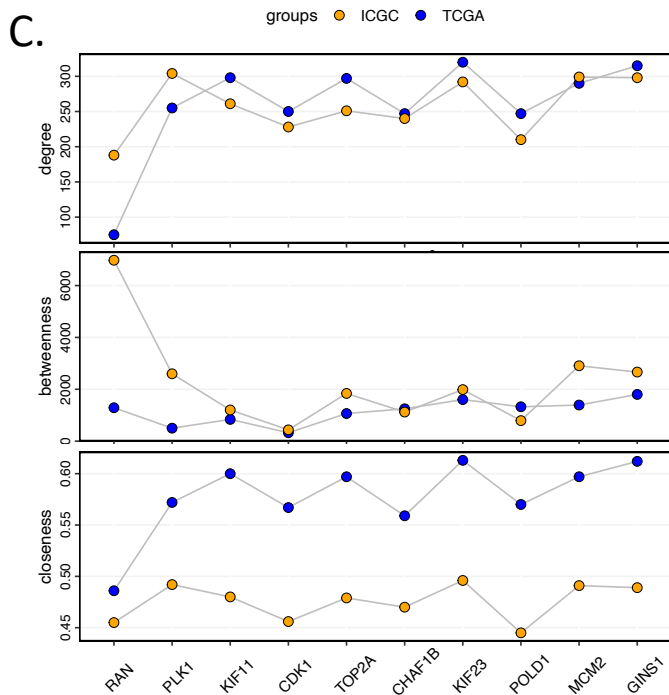 C.
groups ICGC TCGA
degree
300
250
200
150
100
betweenness
6000
4000
2000
0
closeness
0.60
0.55
0.50
0.45
RAN PLK1 KIF11 CDK1 TOP2A CHAF1B KIF23 POLD1 MCM2 GINS1